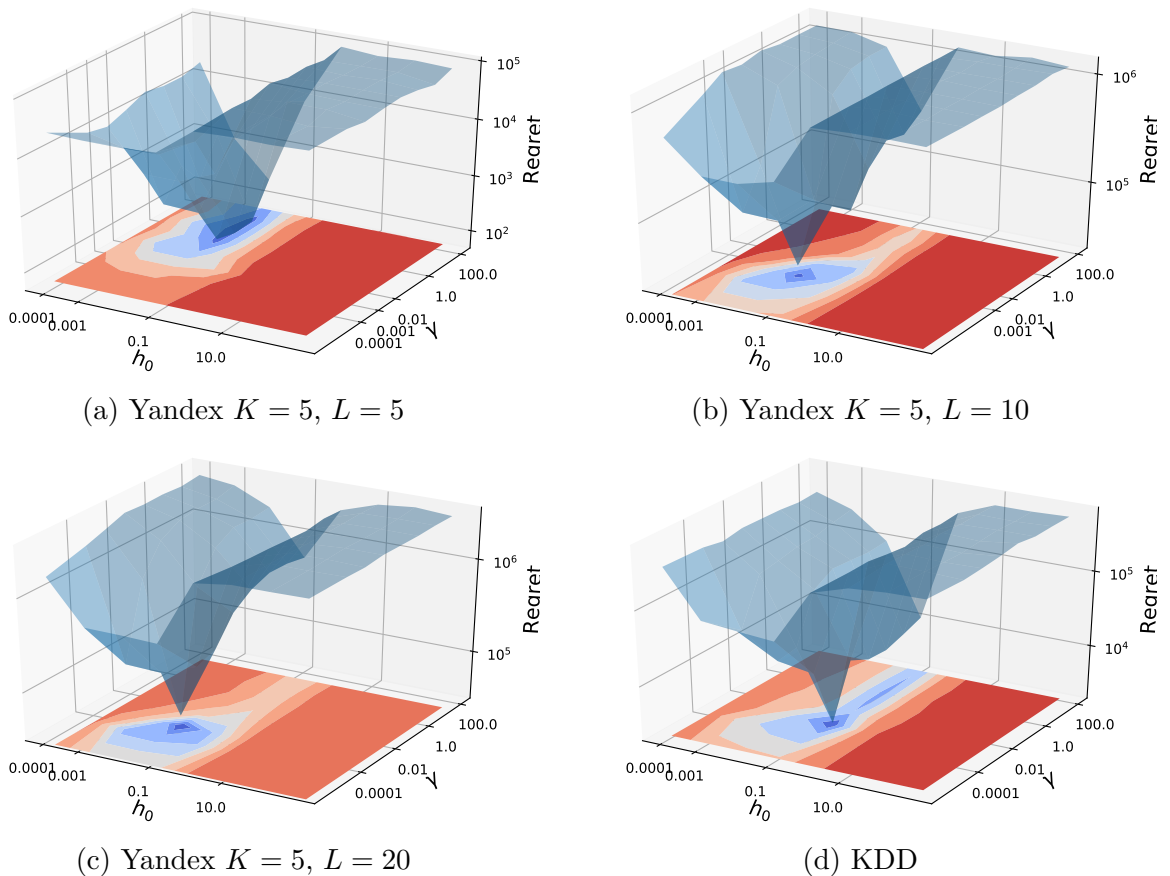 10^5
10^4
Regret
10^3
10^2
100.0
1.0
0.01
0.001
0.0001
γ
0.0001
0.001
0.1
10.0
h_0
(a) Yandex K = 5, L = 5
10^6
Regret
10^5
100.0
1.0
0.01
0.001
γ
0.0001
0.001
0.1
10.0
h_0
(b) Yandex K = 5, L = 10
10^6
Regret
10^5
100.0
1.0
0.01
0.0001
γ
0.0001
0.001
0.1
10.0
h_0
(c) Yandex K = 5, L = 20
10^5
Regret
10^4
100.0
1.0
0.01
0.0001
γ
0.0001
0.001
0.1
10.0
h_0
(d) KDD